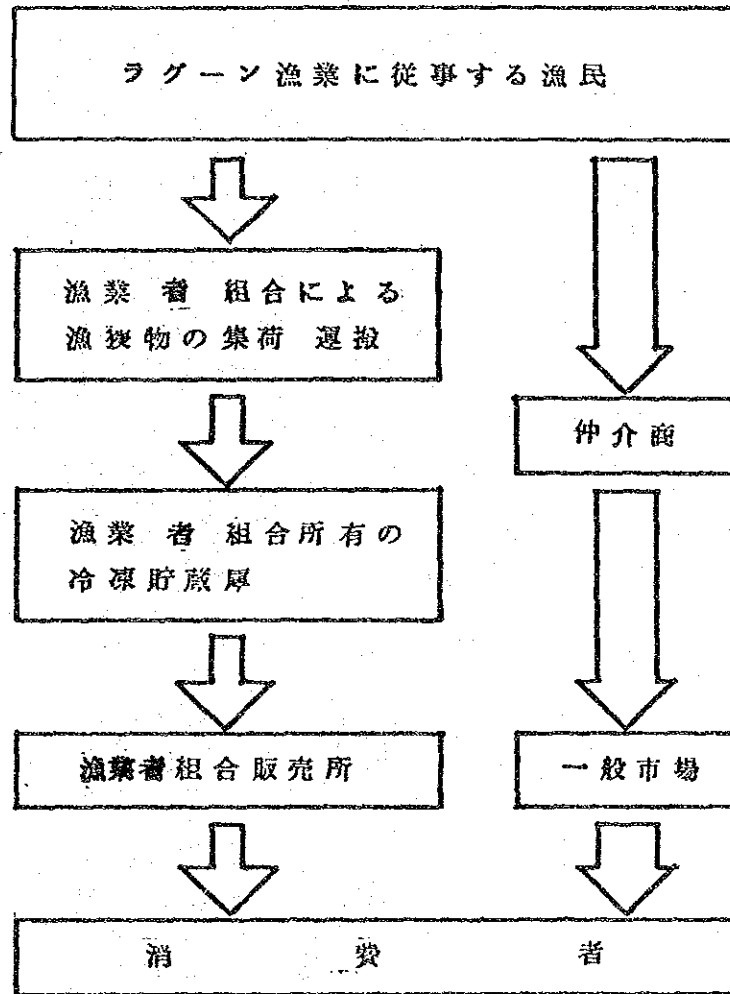 ラグーン漁業に従事する漁民
漁業者 組合による
漁獲物の集荷 運搬
仲介商
漁業者 組合所有の
冷凍貯蔵庫
漁業者組合販売所
一般市場
消費者